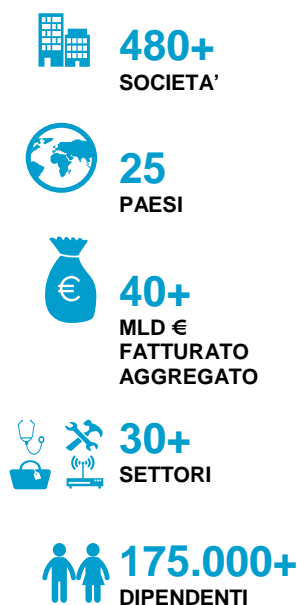 480+
SOCIETA’
25
PAESI
€
40+
MLD €
FATTURATO
AGGREGATO
30+
SETTORI
175.000+
DIPENDENTI